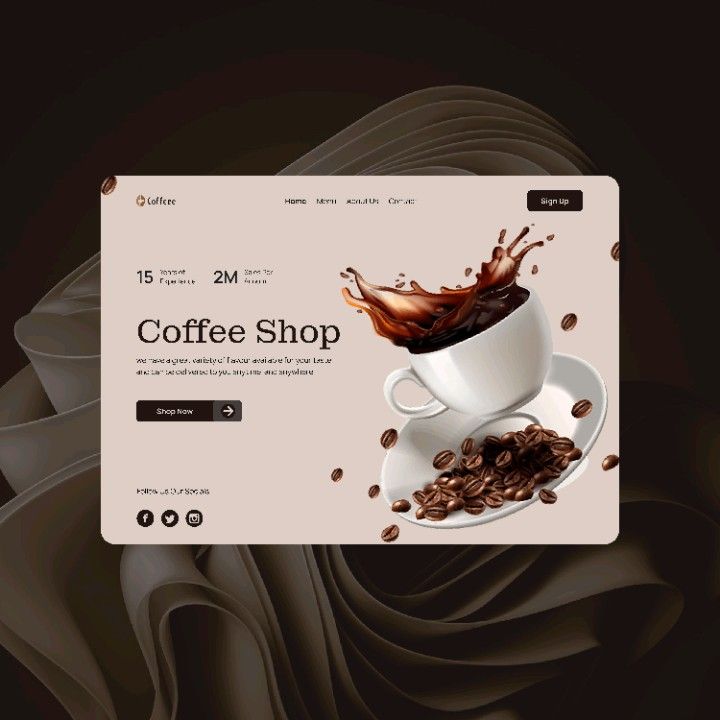 Coffeee
Home Menu About Us Contact
Sign Up
15 Years of
Experience
2M Sales Per
Annum
Coffee Shop
we have a great variety of flavour available for your taste
and can be delivered to you anytime and anywhere
Shop Now
Follow Us Our Socials